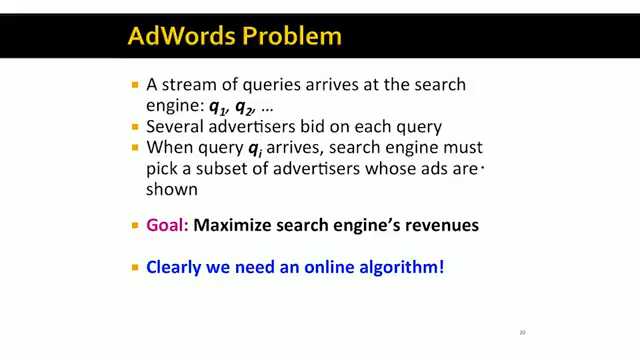 AdWords Problem
A stream of queries arrives at the search
engine: q1, q2, …
Several advertisers bid on each query
When query qi arrives, search engine must
pick a subset of advertisers whose ads are
shown
Goal: Maximize search engine's revenues
Clearly we need an online algorithm!
20